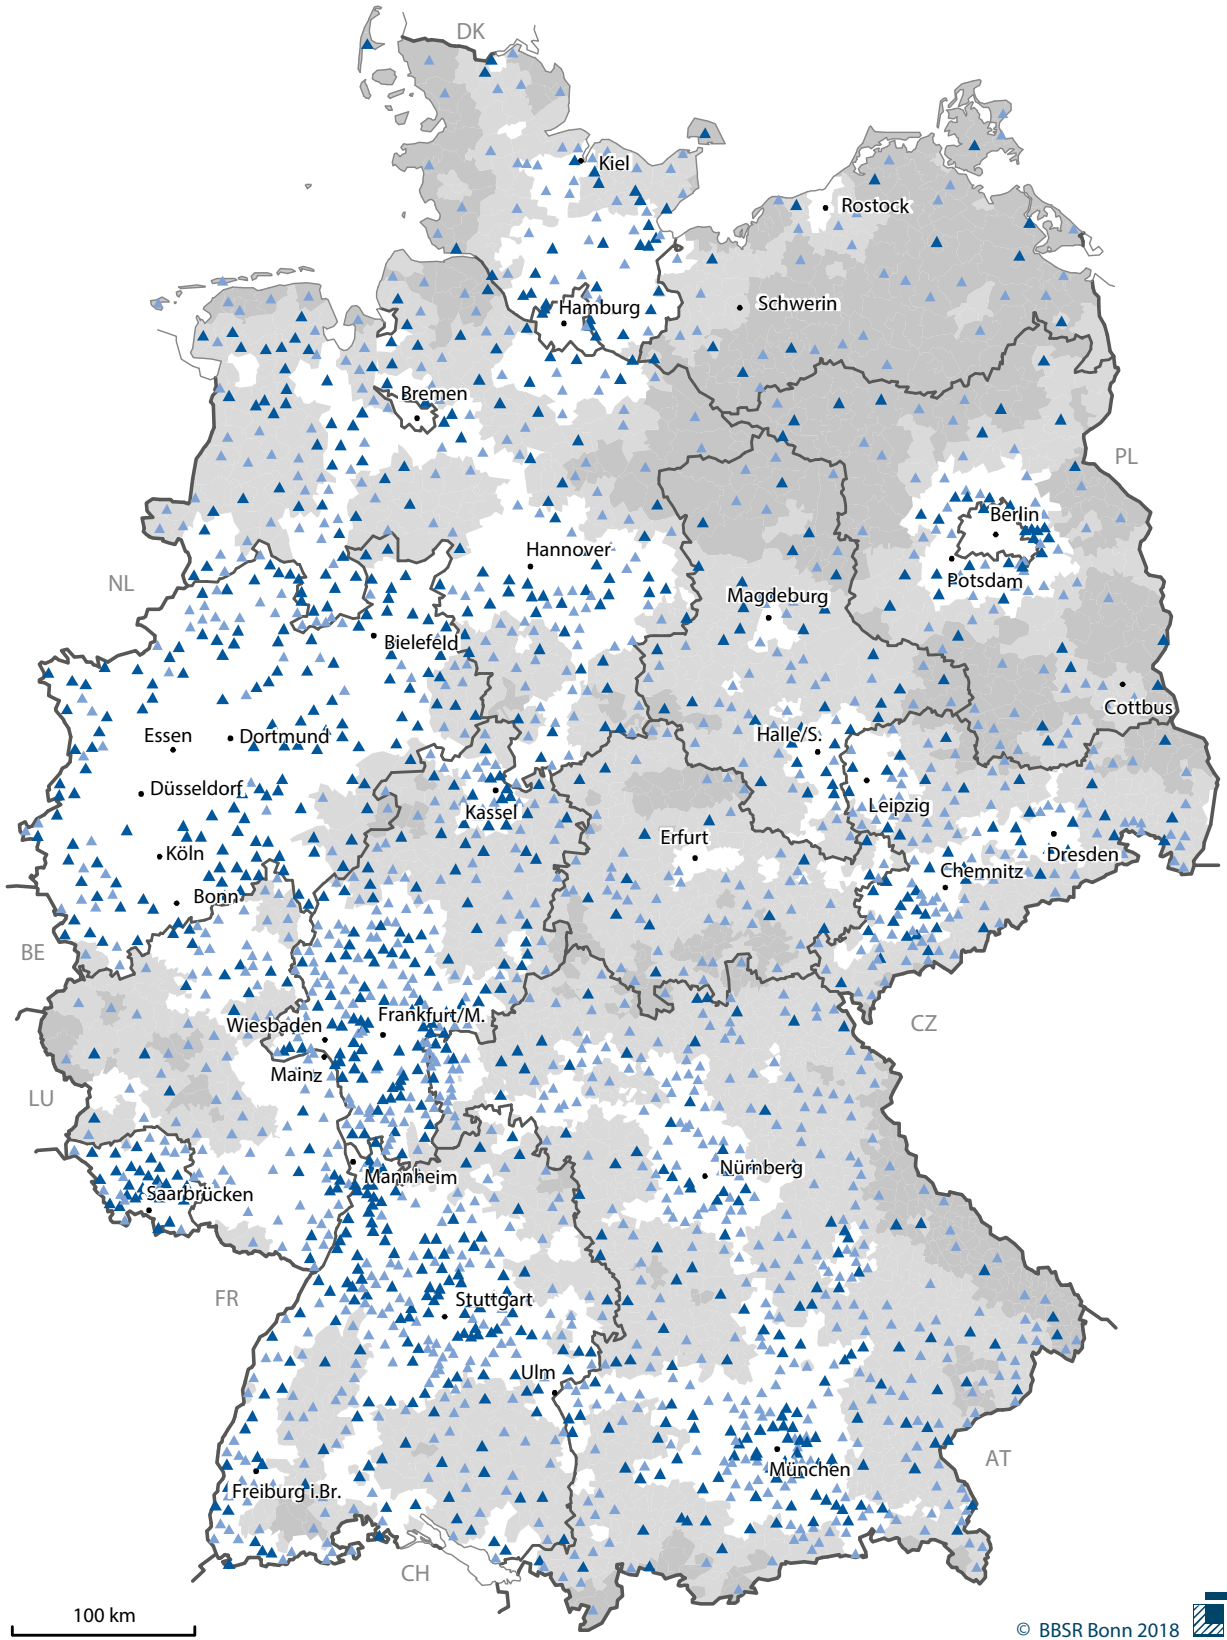 DK
Kiel
Rostock
Hamburg
Schwerin
Bremen
PL
Berlin
Hannover
NL
Potsdam
Magdeburg
Bielefeld
Cottbus
Essen
Dortmund
Halle/S.
Düsseldorf
Leipzig
Kassel
Erfurt
Köln
Dresden
Chemnitz
Bonn
BE
Frankfurt/M.
Wiesbaden
CZ
Mainz
LU
Nürnberg
Mannheim
Saarbrücken
FR
Stuttgart
Ulm
AT
München
Freiburg i.Br.
CH
100 km
© BBSR Bonn 2018